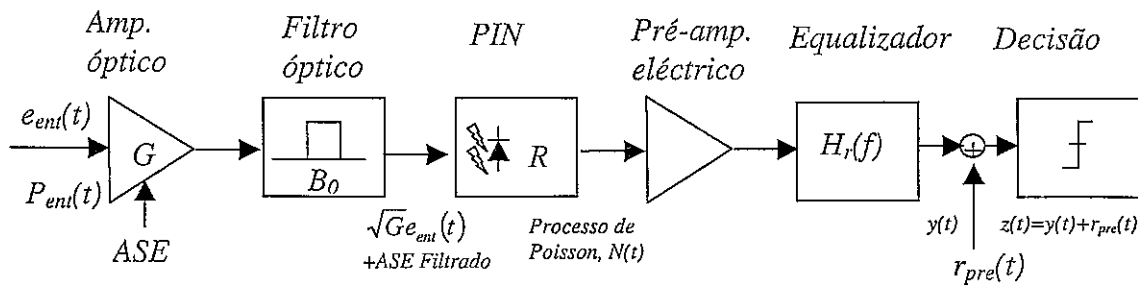 Amp.
óptico
Filtro
óptico
PIN
Pré-amp.
eléctrico
Equalizador
Decisão
e_ent(t)
P_ent(t)
G
ASE
B_0
√G e_ent(t)
+ASE Filtrado
R
Processo de
Poisson, N(t)
H_r(f)
+
y(t)
r_pre(t)
z(t)=y(t)+r_pre(t)